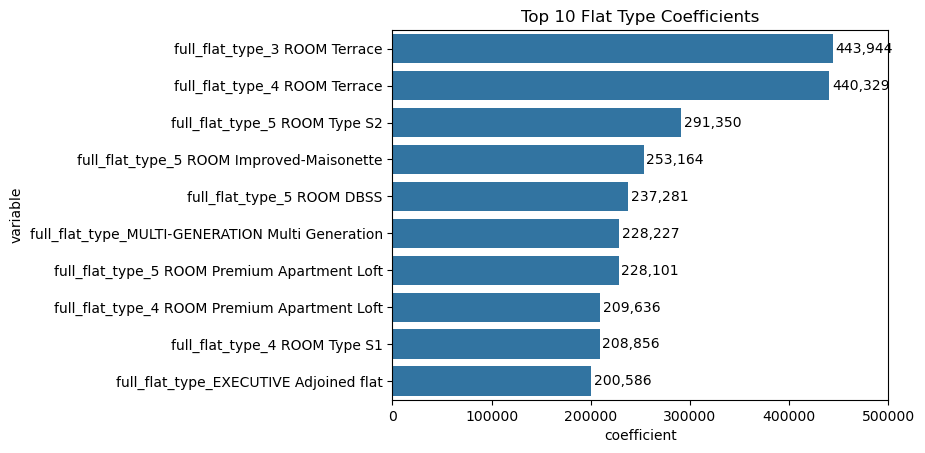 Top 10 Flat Type Coefficients
full_flat_type_3 ROOM Terrace 443,944
full_flat_type_4 ROOM Terrace 440,329
full_flat_type_5 ROOM Type S2 291,350
full_flat_type_5 ROOM Improved-Maisonette 253,164
full_flat_type_5 ROOM DBSS 237,281
full_flat_type_MULTI-GENERATION Multi Generation 228,227
full_flat_type_5 ROOM Premium Apartment Loft 228,101
full_flat_type_4 ROOM Premium Apartment Loft 209,636
full_flat_type_4 ROOM Type S1 208,856
full_flat_type_EXECUTIVE Adjoined flat 200,586
variable
0 100000 200000 300000 400000 500000
coefficient